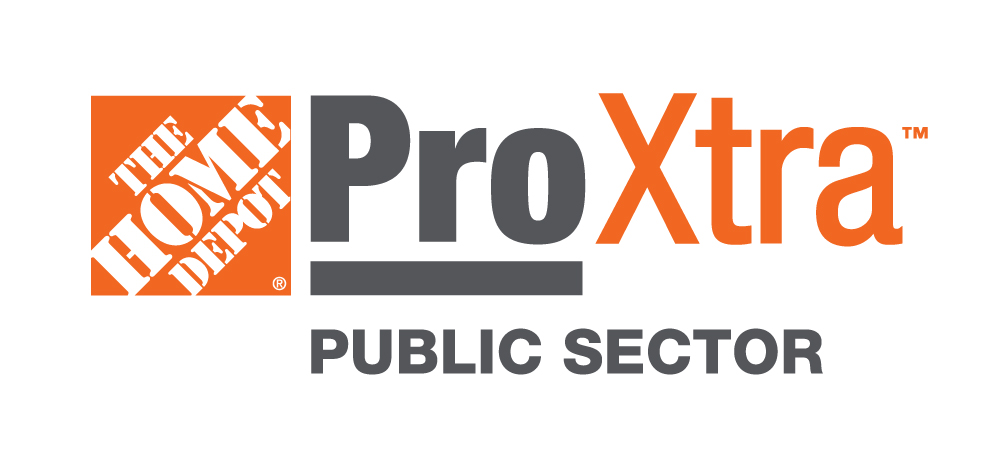 THE
HOME
DEPOT
®
ProXtra™
PUBLIC SECTOR